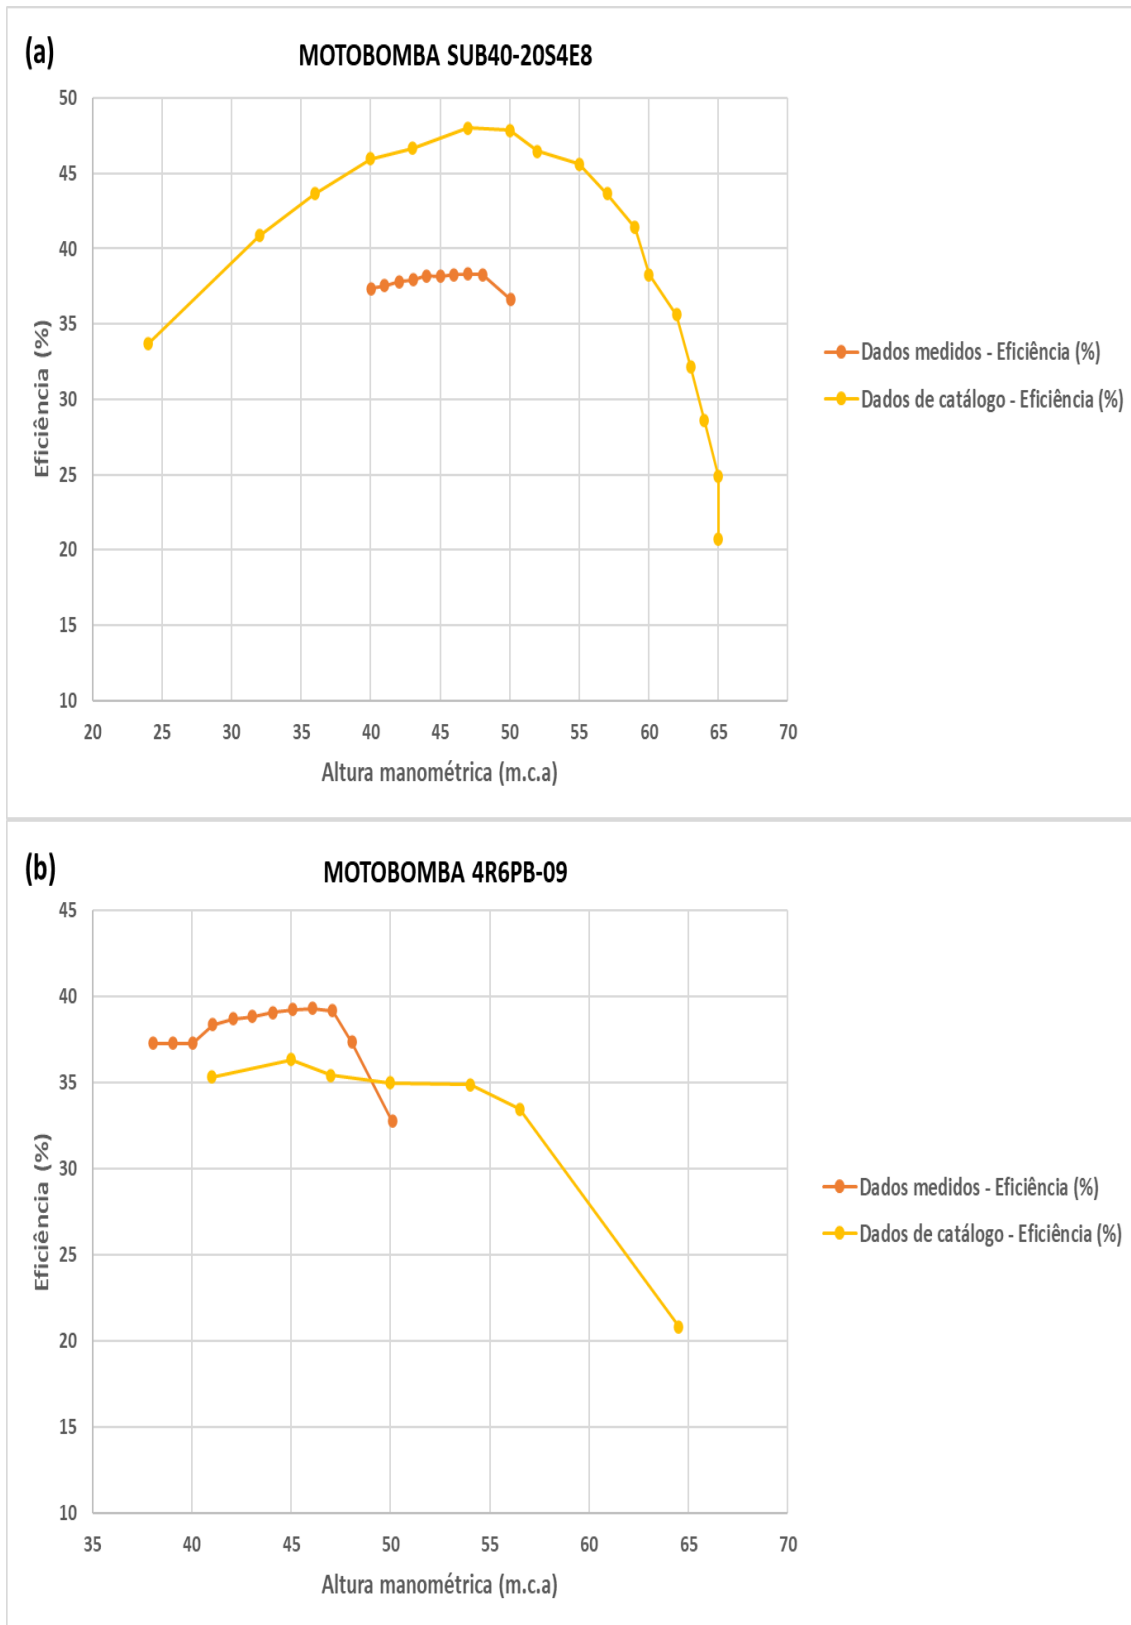 (a)
MOTOBOMBA SUB40-20S4E8
50
45
40
35
30
25
20
15
10
Eficiência (%)
20 25 30 35 40 45 50 55 60 65 70
Altura manométrica (m.c.a)
Dados medidos - Eficiência (%)
Dados de catálogo - Eficiência (%)
(b)
MOTOBOMBA 4R6PB-09
45
40
35
30
25
20
15
10
Eficiência (%)
35 40 45 50 55 60 65 70
Altura manométrica (m.c.a)
Dados medidos - Eficiência (%)
Dados de catálogo - Eficiência (%)